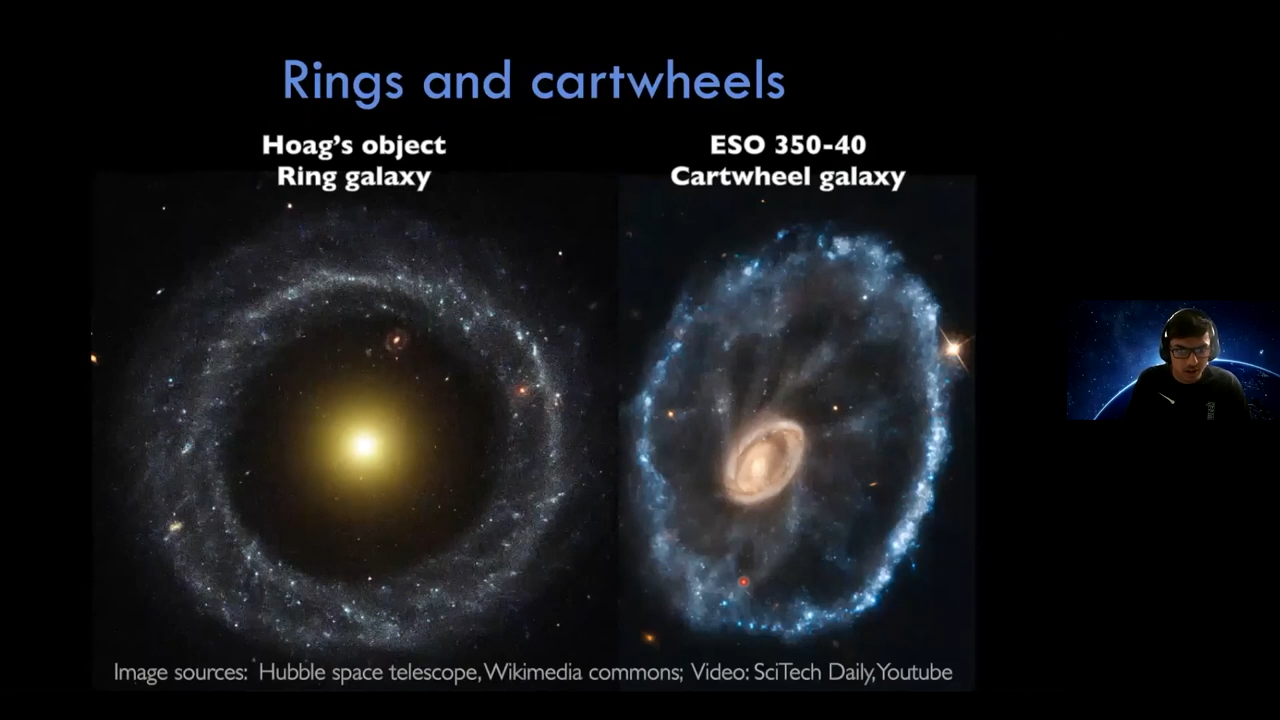 Rings and cartwheels
Hoag's object
Ring galaxy
ESO 350-40
Cartwheel galaxy
Image sources: Hubble space telescope, Wikimedia commons; Video: SciTech Daily, Youtube